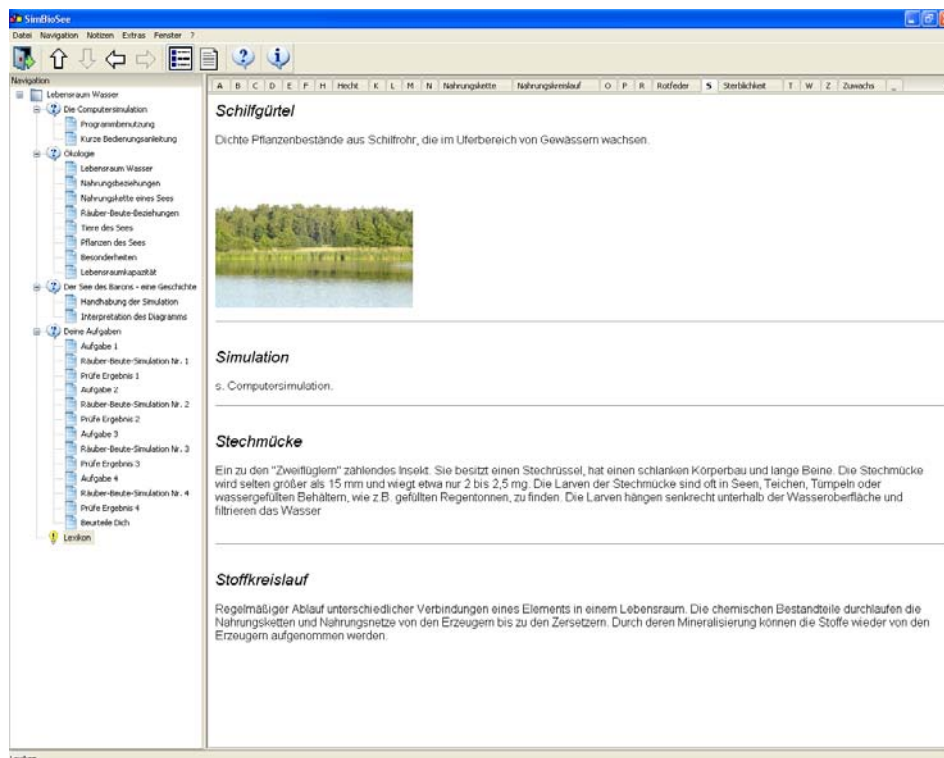 SimBioSee
Datei Navigation Notizen Extras Fenster ?
Navigation
Lebensraum Wasser
Die Computersimulation
Programmbenutzung
Kurze Bedienungsanleitung
Ökologie
Lebensraum Wasser
Nahrungsbeziehungen
Nahrungskette eines Sees
Räuber-Beute-Beziehungen
Tiere des Sees
Pflanzen des Sees
Besonderheiten
Lebensraumkapazität
Der See des Barons - eine Geschichte
Handhabung der Simulation
Interpretation des Diagramms
Deine Aufgaben
Aufgabe 1
Räuber-Beute-Simulation Nr. 1
Prüfe Ergebnis 1
Aufgabe 2
Räuber-Beute-Simulation Nr. 2
Prüfe Ergebnis 2
Aufgabe 3
Räuber-Beute-Simulation Nr. 3
Prüfe Ergebnis 3
Aufgabe 4
Räuber-Beute-Simulation Nr. 4
Prüfe Ergebnis 4
Beurteile Dich
Lexikon
A B C D E F H Hecht K L M N Nahrungskette Nahrungskreislauf O P R Rotfeder S Sterblichkeit T W Z Zuwachs _
Schilfgürtel
Dichte Pflanzenbestände aus Schilfrohr, die im Uferbereich von Gewässern wachsen.
Simulation
s. Computersimulation.
Stechmücke
Ein zu den "Zweiflüglern" zählendes Insekt. Sie besitzt einen Stechrüssel, hat einen schlanken Körperbau und lange Beine. Die Stechmücke
wird selten größer als 15 mm und wiegt etwa nur 2 bis 2,5 mg. Die Larven der Stechmücke sind oft in Seen, Teichen, Tümpeln oder
wassergefüllten Behältern, wie z.B. gefüllten Regentonnen, zu finden. Die Larven hängen senkrecht unterhalb der Wasseroberfläche und
filtrieren das Wasser
Stoffkreislauf
Regelmäßiger Ablauf unterschiedlicher Verbindungen eines Elements in einem Lebensraum. Die chemischen Bestandteile durchlaufen die
Nahrungsketten und Nahrungsnetze von den Erzeugern bis zu den Zersetzern. Durch deren Mineralisierung können die Stoffe wieder von den
Erzeugern aufgenommen werden.